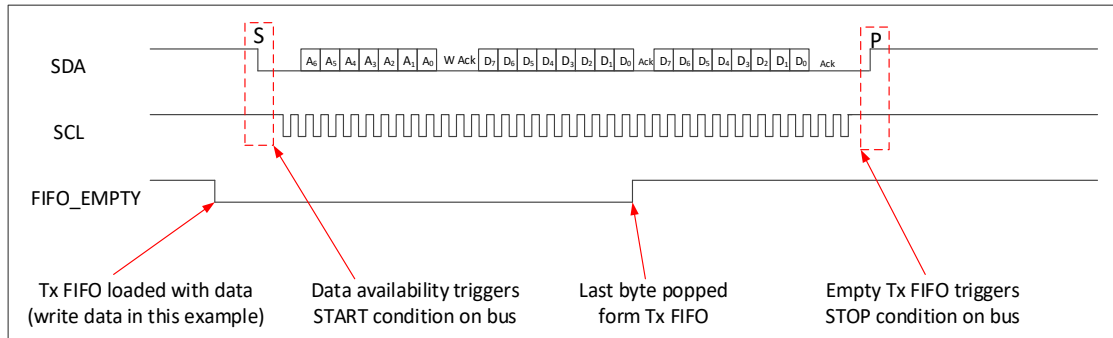 S
P
SDA
A6 A5 A4 A3 A2 A1 A0 W Ack D7 D6 D5 D4 D3 D2 D1 D0 Ack D7 D6 D5 D4 D3 D2 D1 D0 Ack
SCL
FIFO_EMPTY
Tx FIFO loaded with data
(write data in this example)
Data availability triggers
START condition on bus
Last byte popped
form Tx FIFO
Empty Tx FIFO triggers
STOP condition on bus